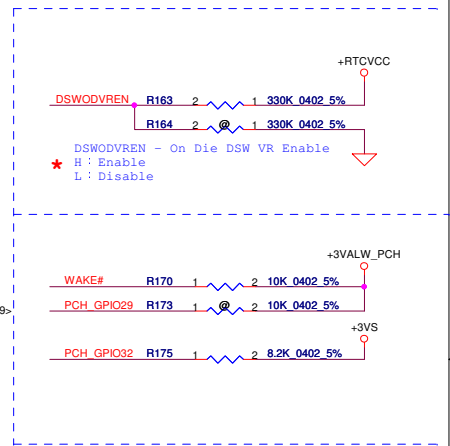 +RTCVCC
DSWODVREN R163 2 1 330K_0402_5%
R164 2 @ 1 330K_0402_5%
DSWODVREN - On Die DSW VR Enable
* H : Enable
L : Disable
+3VALW_PCH
WAKE# R170 1 2 10K_0402_5%
9> PCH_GPIO29 R173 1 @ 2 10K_0402_5%
+3VS
PCH_GPIO32 R175 1 2 8.2K_0402_5%